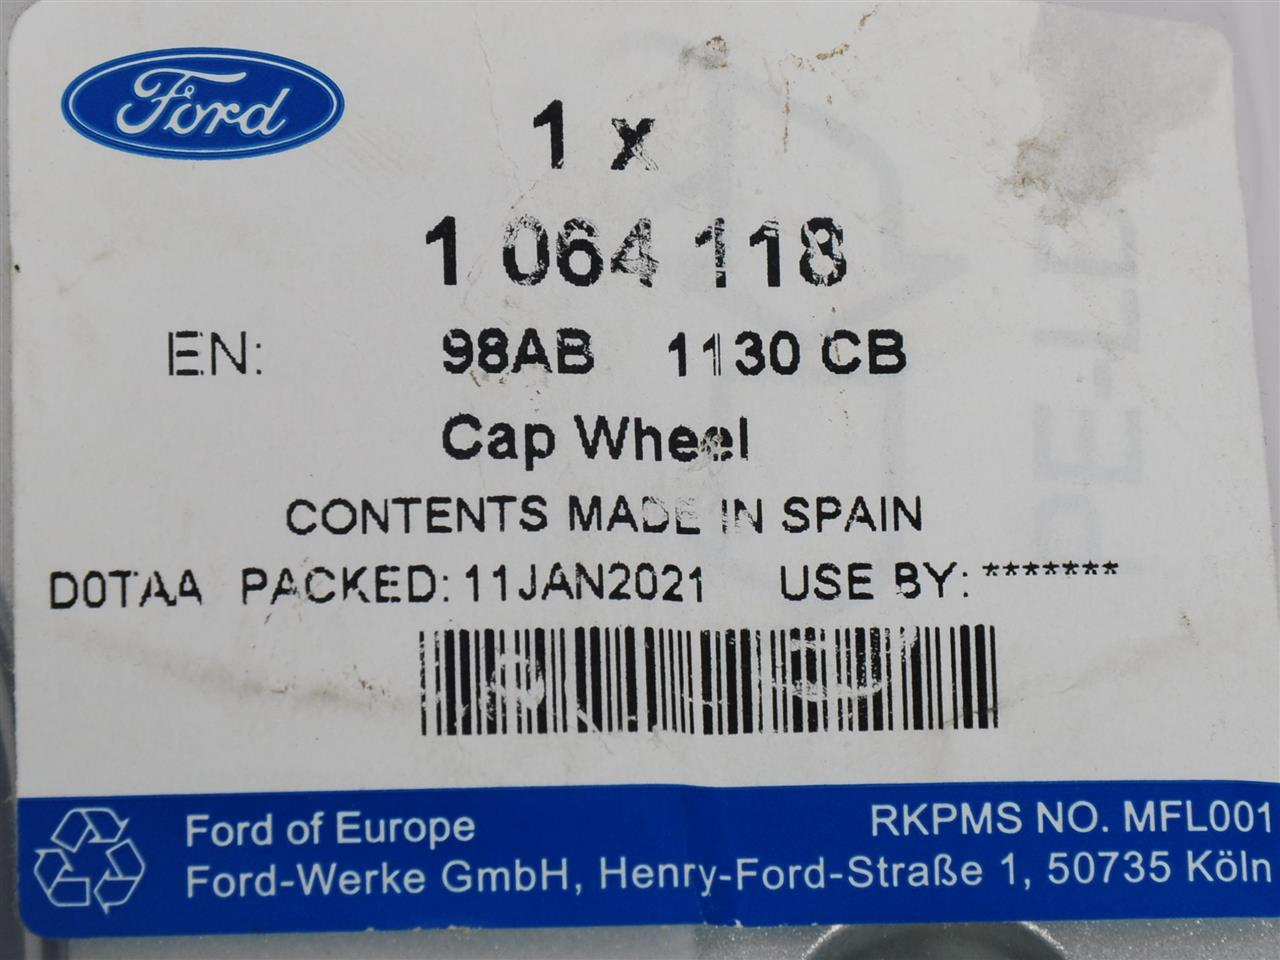 Ford
1 x
1 064 118
EN: 98AB 1130 CB
Cap Wheel
CONTENTS MADE IN SPAIN
D0TAA PACKED: 11JAN2021 USE BY: *******
Ford of Europe
RKPMS NO. MFL001
Ford-Werke GmbH, Henry-Ford-Straße 1, 50735 Köln